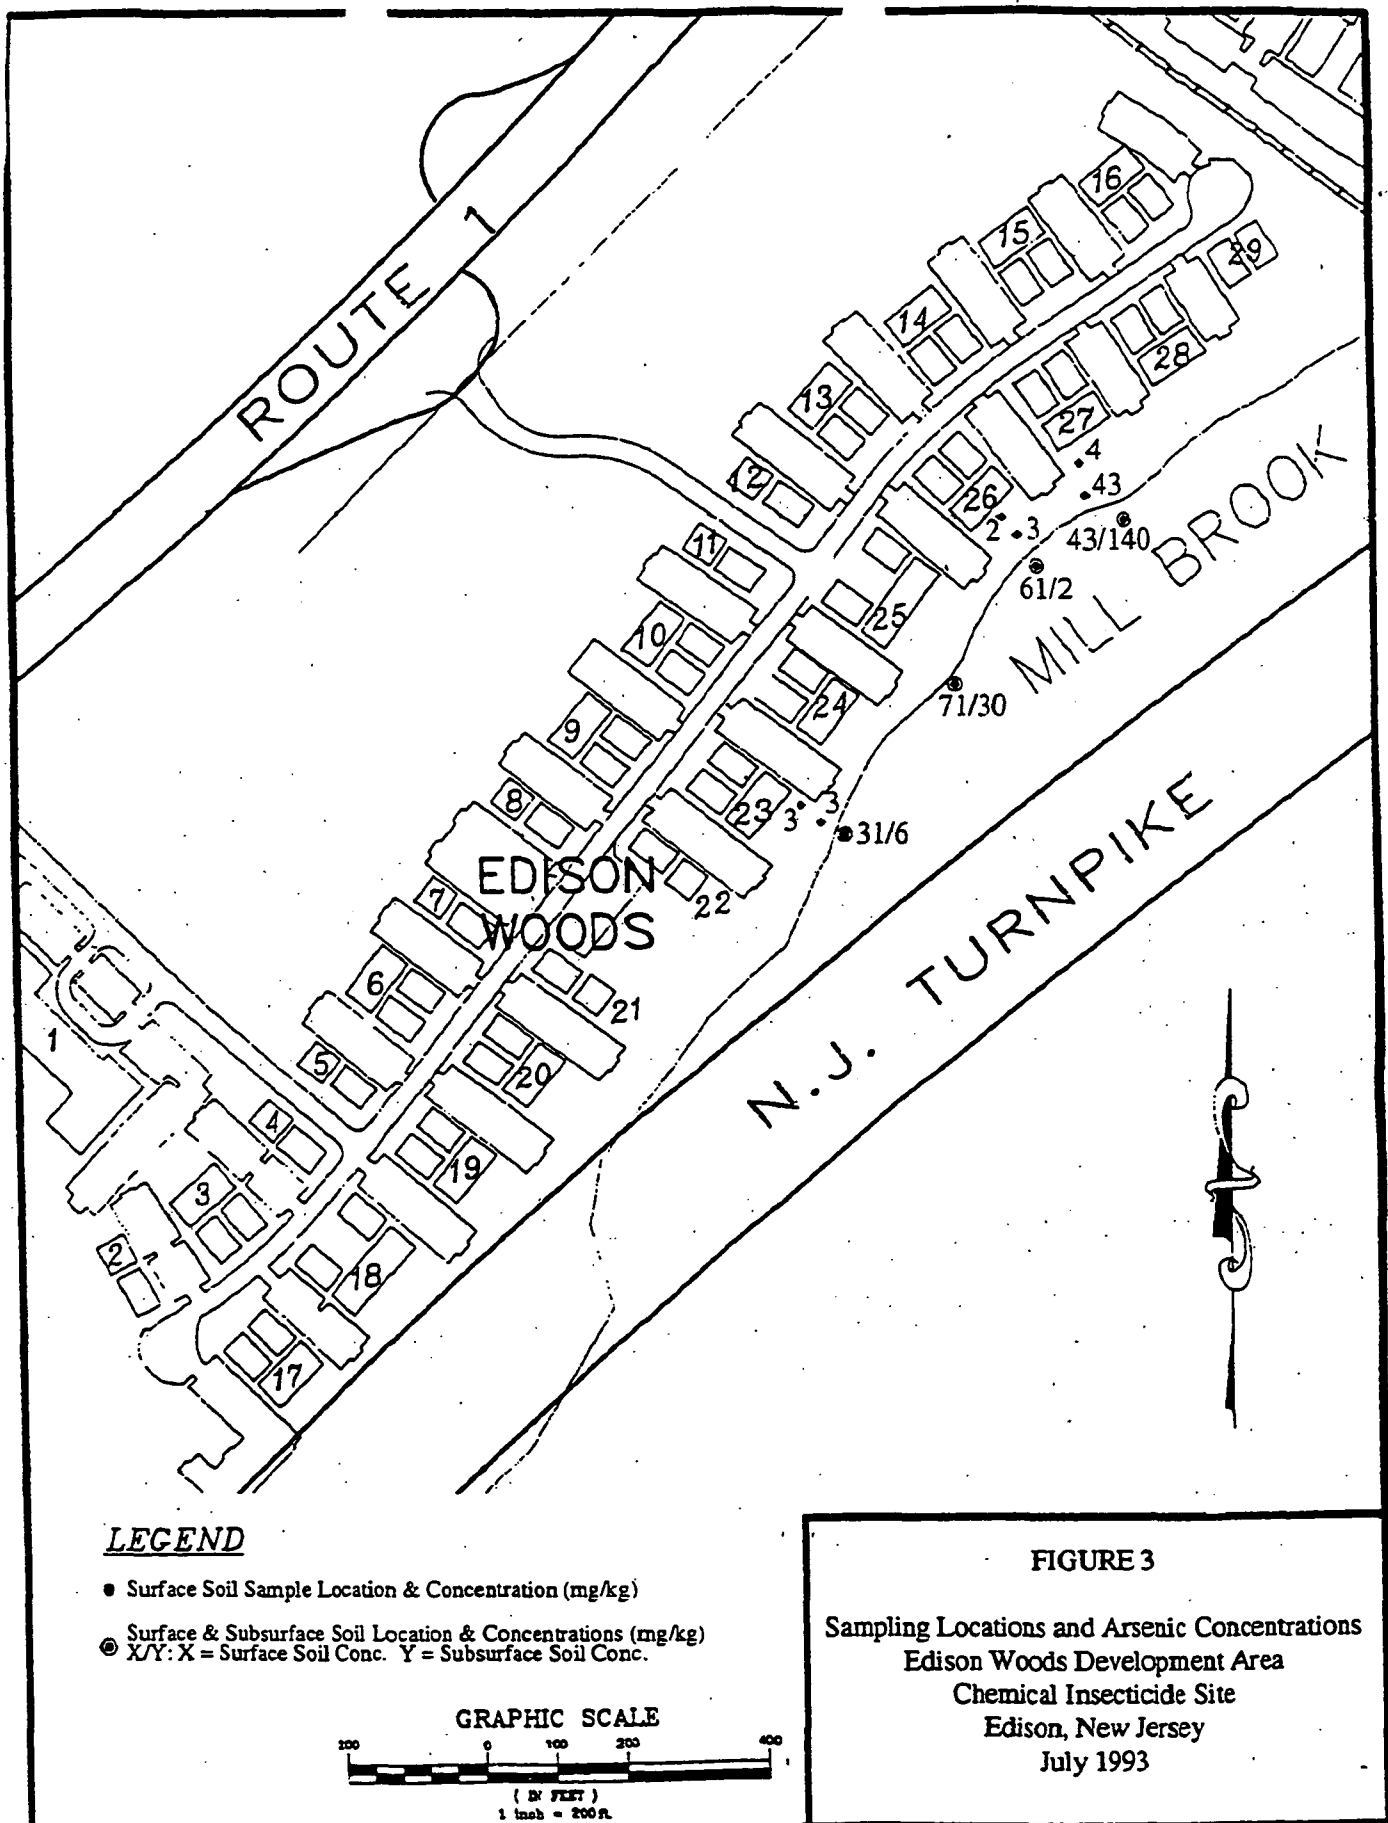 ROUTE 1
16
15
29
14
28
13
27
4
43
12
26
2
3
43/140
MILL BROOK
11
61/2
25
10
24
71/30
9
8
23
3
3
31/6
N.J. TURNPIKE
EDISON
WOODS
7
22
6
21
1
5
20
4
19
3
2
18
17
LEGEND
Surface Soil Sample Location & Concentration (mg/kg)
Surface & Subsurface Soil Location & Concentrations (mg/kg)
X/Y: X = Surface Soil Conc. Y = Subsurface Soil Conc.
GRAPHIC SCALE
200 0 100 200 400
( IN FEET )
1 inch = 200 ft.
FIGURE 3
Sampling Locations and Arsenic Concentrations
Edison Woods Development Area
Chemical Insecticide Site
Edison, New Jersey
July 1993